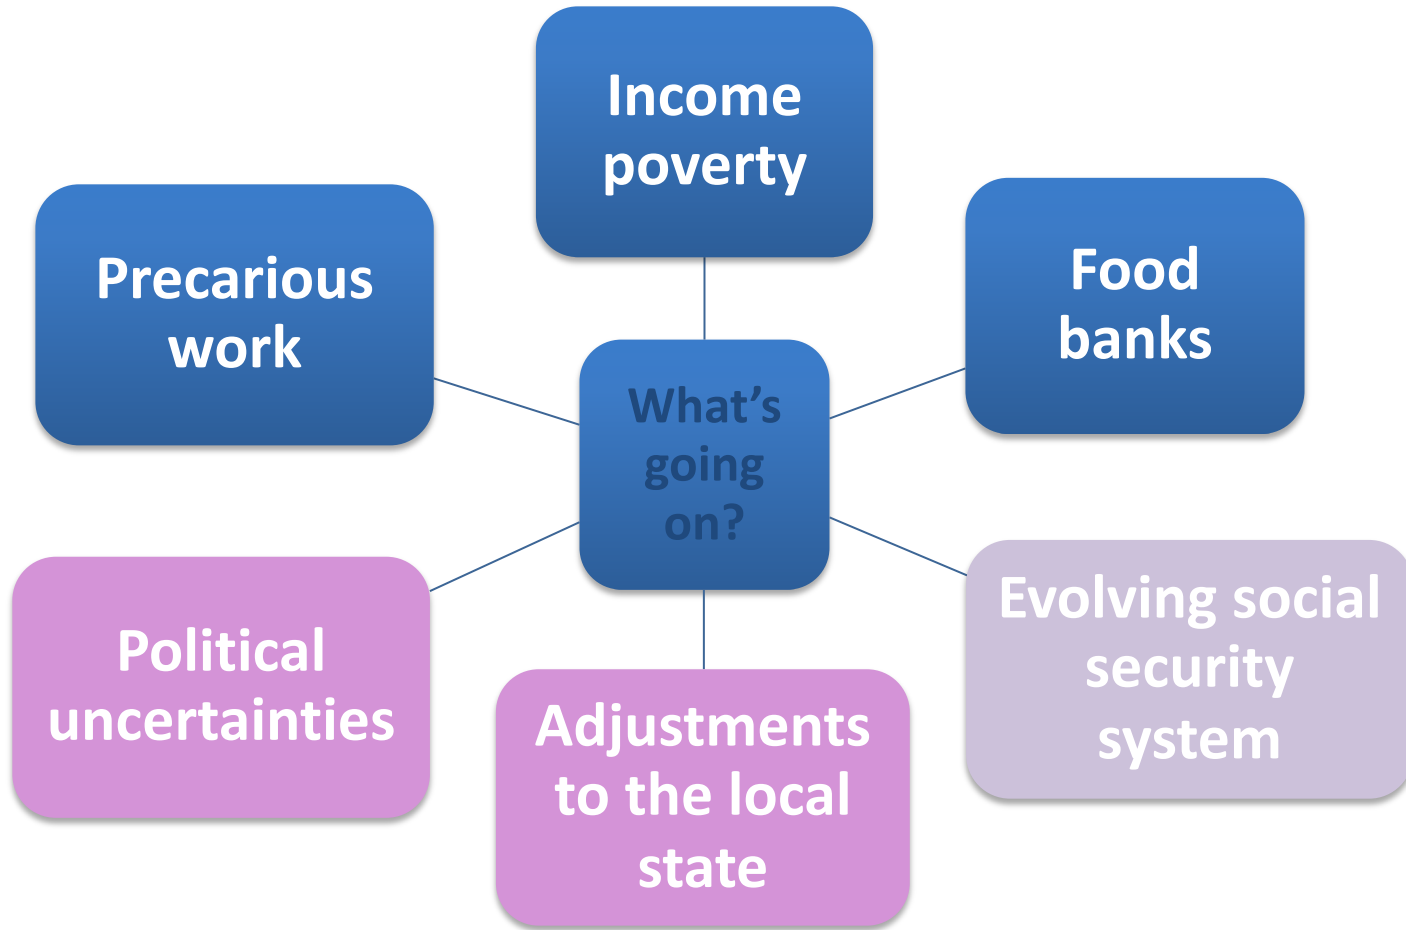 Income
poverty
Precarious
work
Food
banks
What’s
going
on?
Political
uncertainties
Evolving social
security
system
Adjustments
to the local
state